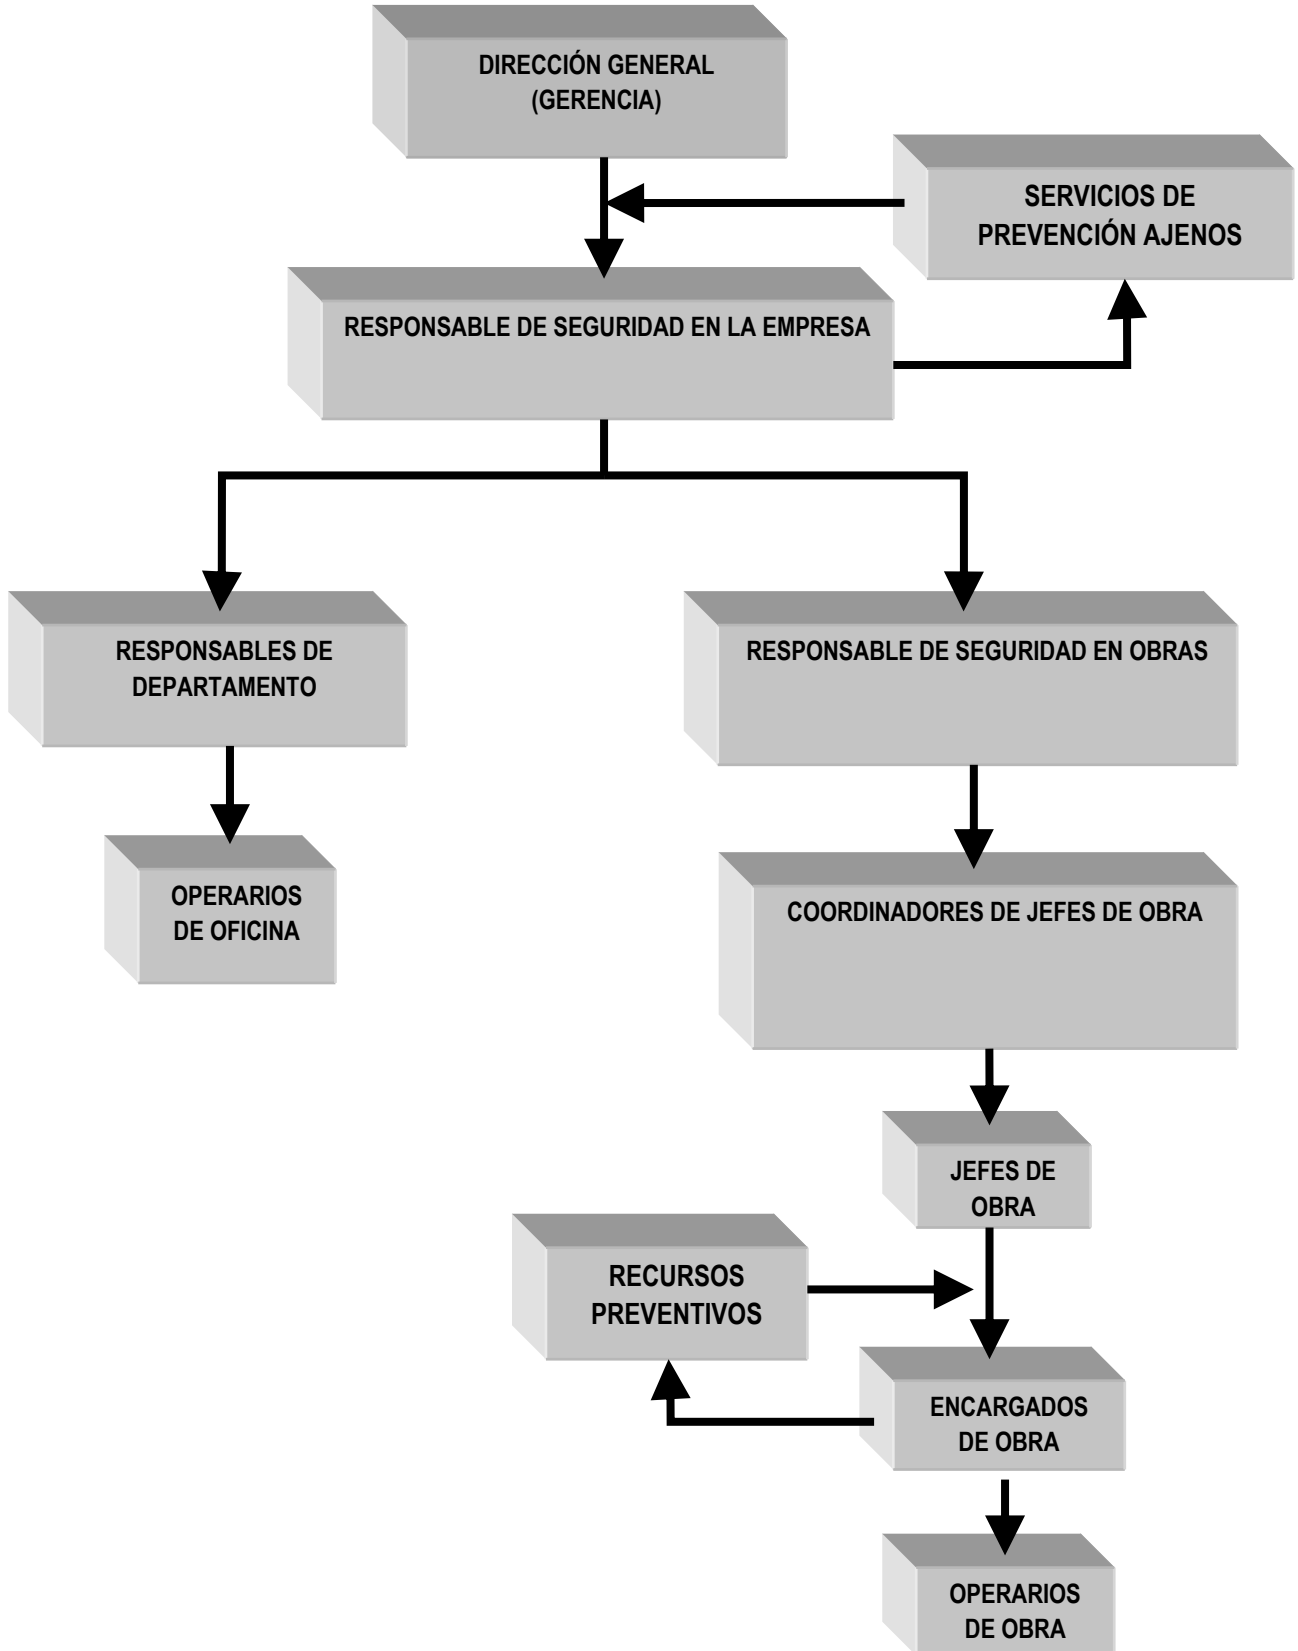 DIRECCIÓN GENERAL
(GERENCIA)
SERVICIOS DE
PREVENCIÓN AJENOS
RESPONSABLE DE SEGURIDAD EN LA EMPRESA
RESPONSABLES DE
DEPARTAMENTO
RESPONSABLE DE SEGURIDAD EN OBRAS
OPERARIOS
DE OFICINA
COORDINADORES DE JEFES DE OBRA
JEFES DE
OBRA
RECURSOS
PREVENTIVOS
ENCARGADOS
DE OBRA
OPERARIOS
DE OBRA